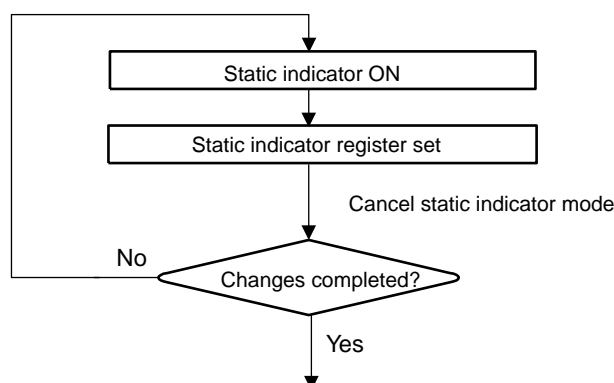 Static indicator ON
Static indicator register set
Cancel static indicator mode
No
Changes completed?
Yes